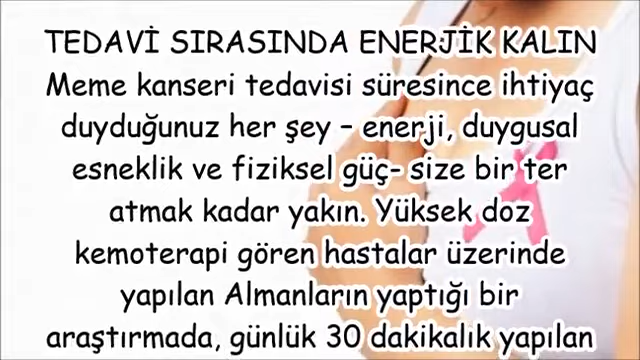 TEDAVİ SIRASINDA ENERJİK KALIN
Meme kanseri tedavisi süresince ihtiyaç
duyduğunuz her şey – enerji, duygusal
esneklik ve fiziksel güç- size bir ter
atmak kadar yakın. Yüksek doz
kemoterapi gören hastalar üzerinde
yapılan Almanların yaptığı bir
araştırmada, günlük 30 dakikalık yapılan